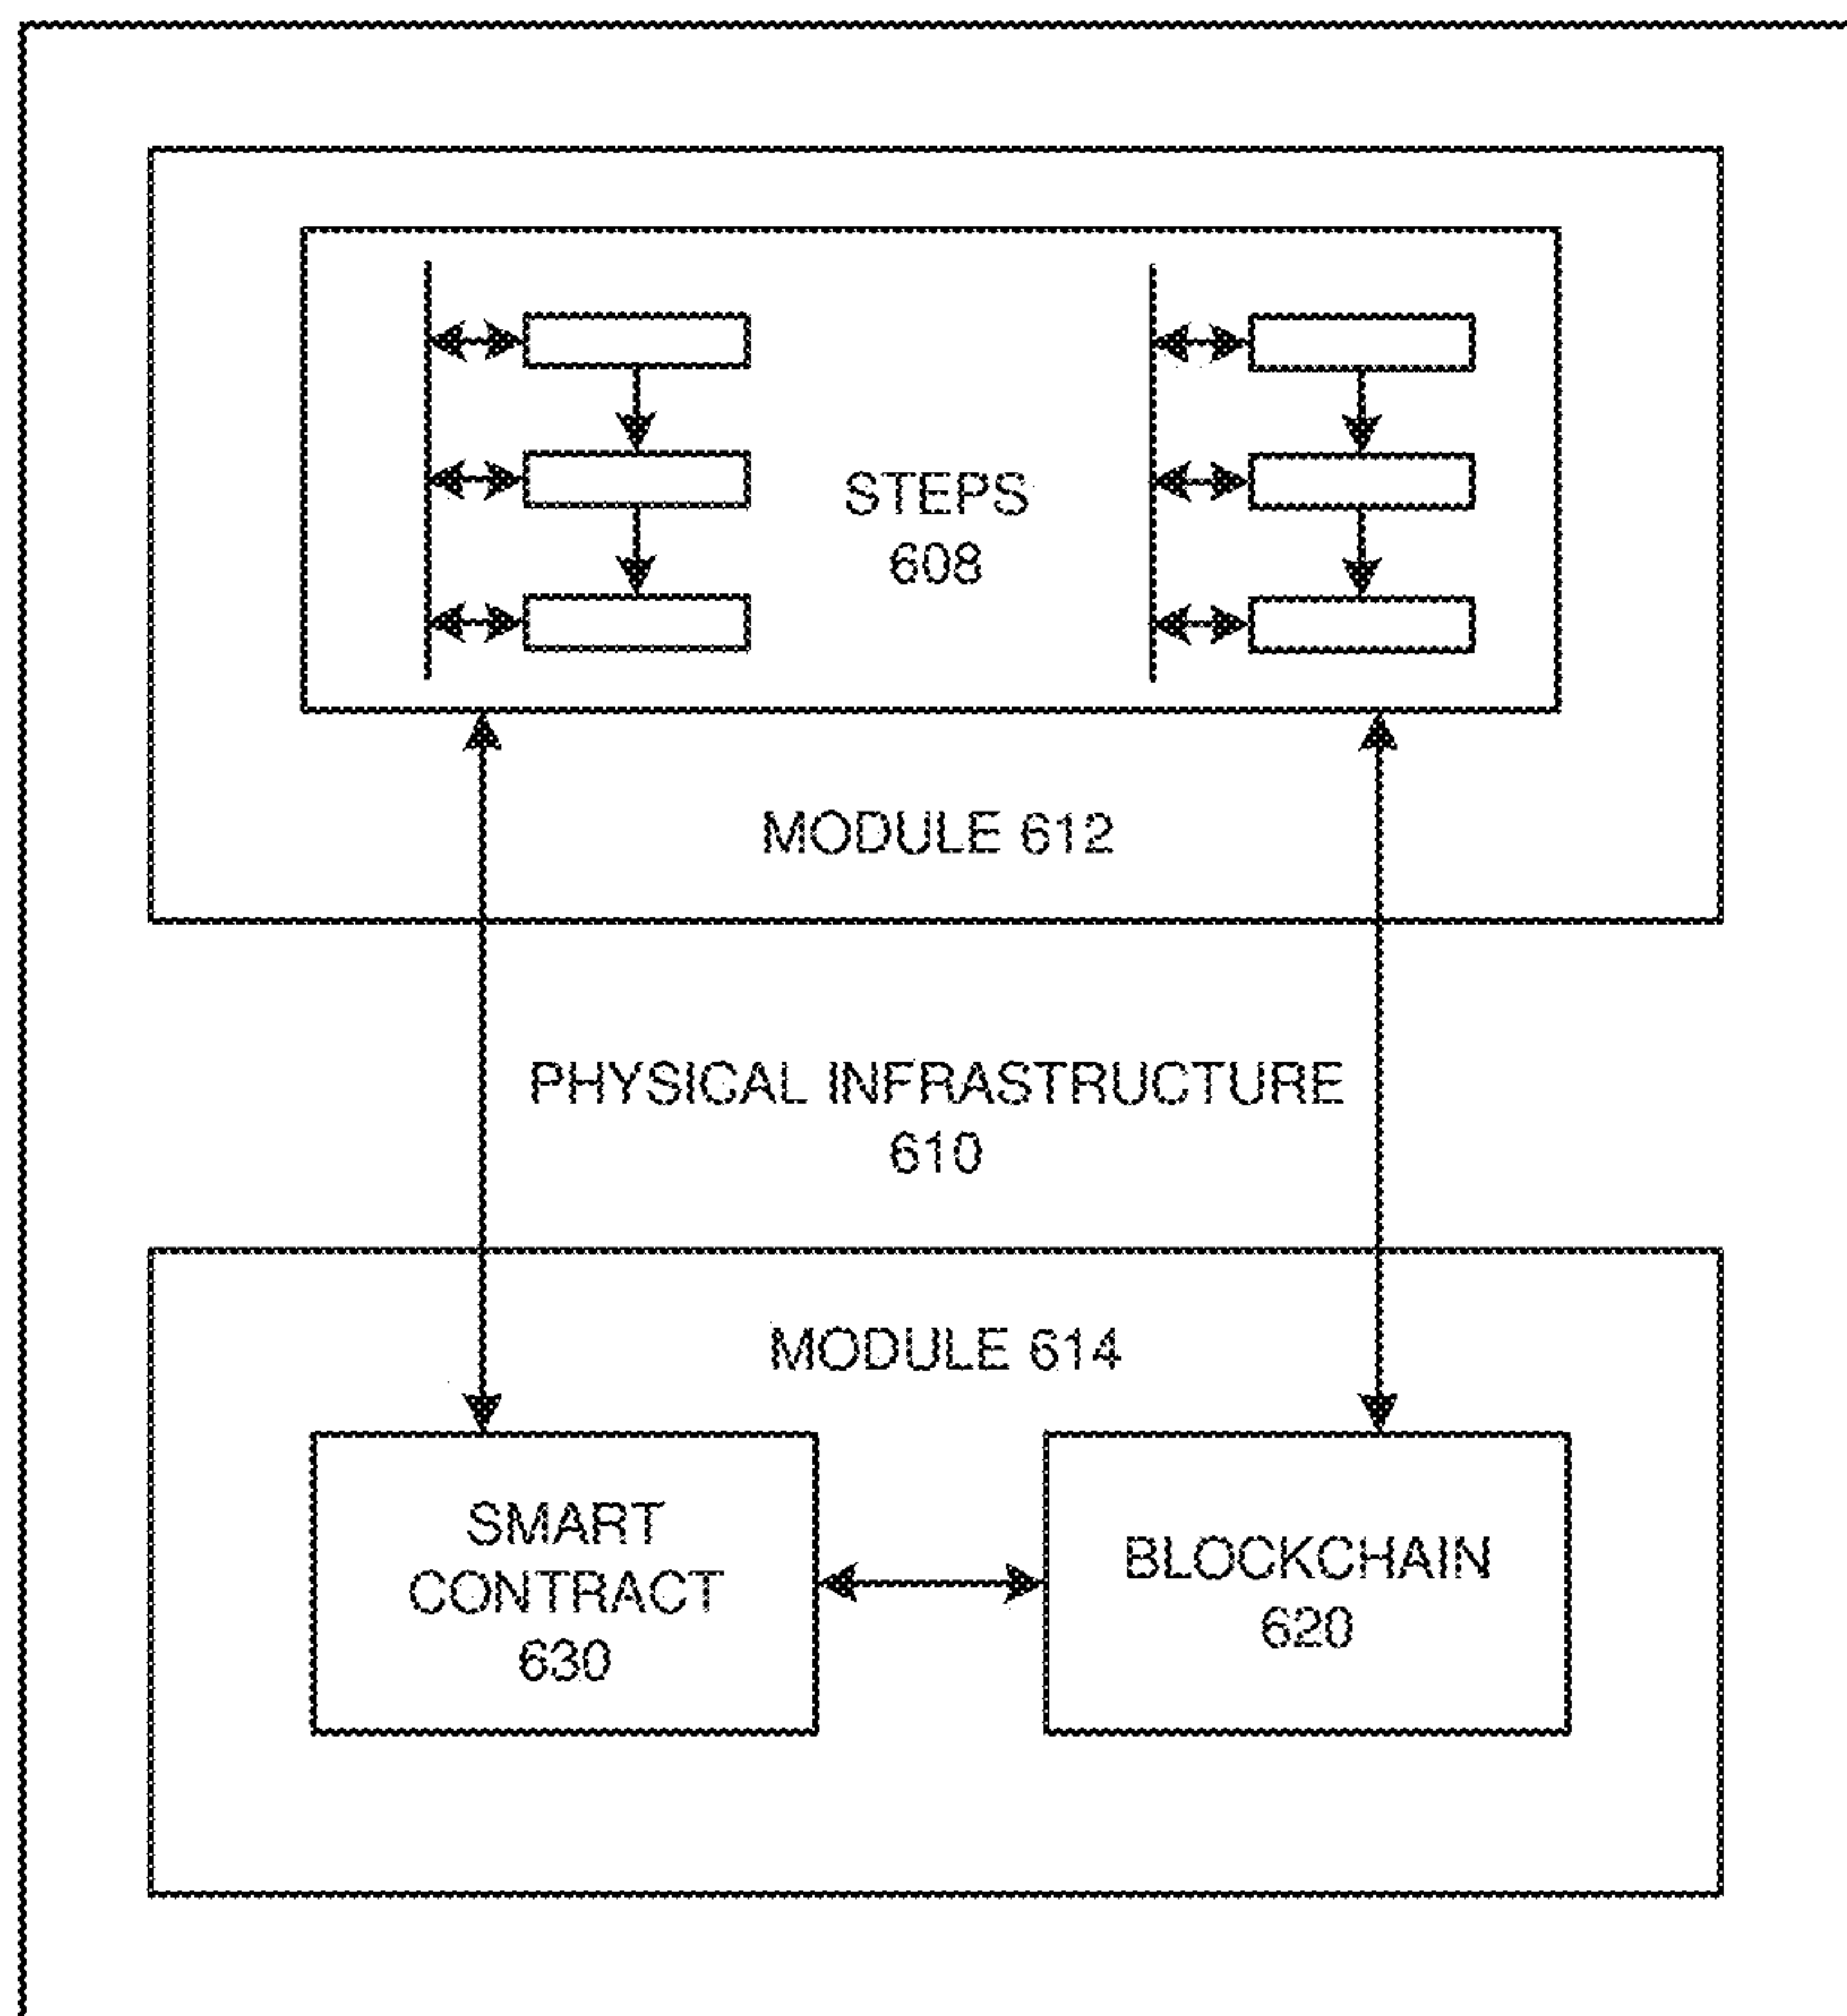 STEPS
608
MODULE 612
PHYSICAL INFRASTRUCTURE
610
MODULE 614
SMART
CONTRACT
630
BLOCKCHAIN
620